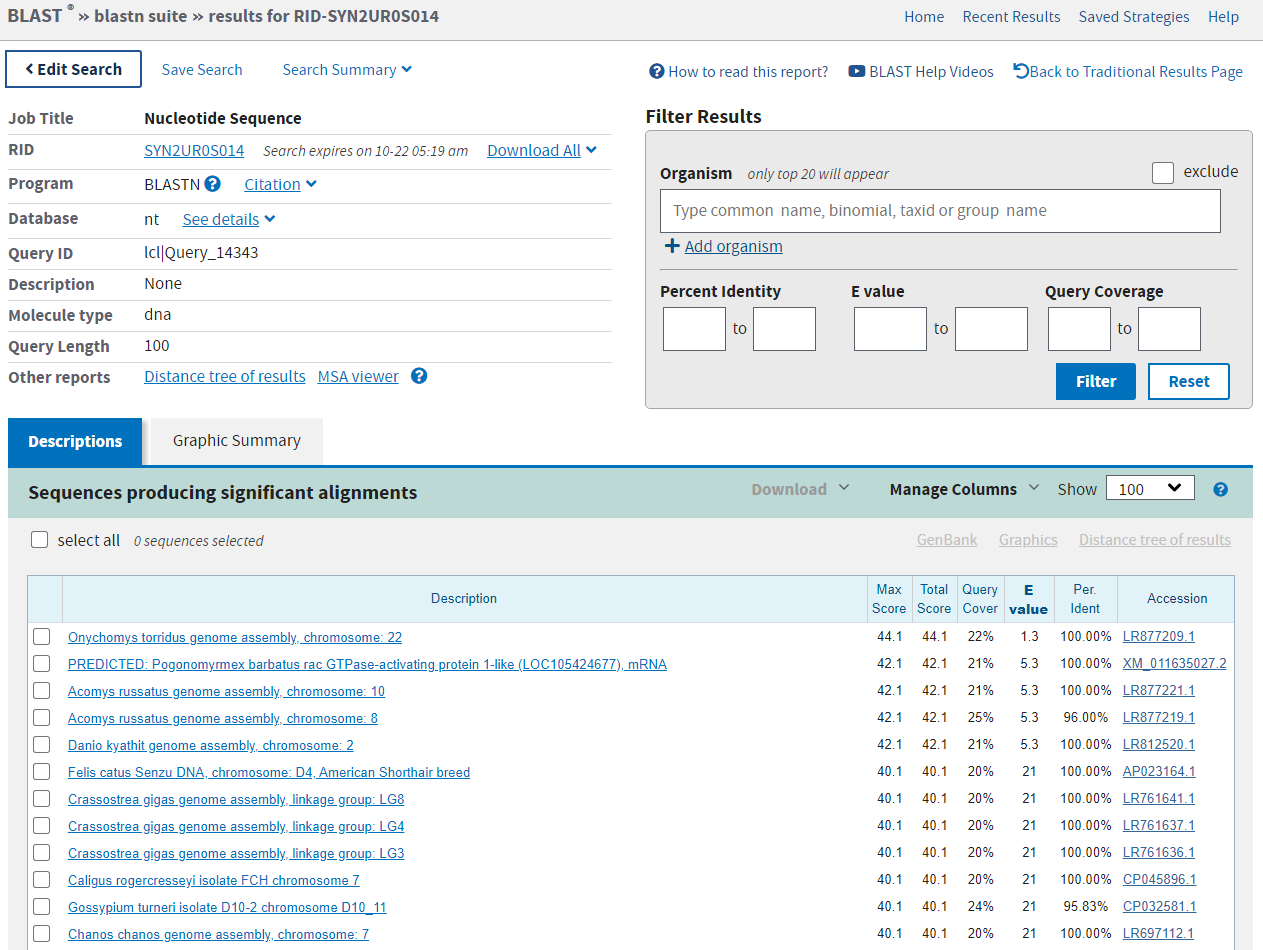 BLAST ® » blastn suite » results for RID-SYN2UR0S014
Home Recent Results Saved Strategies Help
Edit Search Save Search Search Summary
How to read this report? BLAST Help Videos Back to Traditional Results Page
Job Title Nucleotide Sequence
RID SYN2UR0S014 Search expires on 10-22 05:19 am Download All
Program BLASTN Citation
Database nt See details
Query ID lcl|Query_14343
Description None
Molecule type dna
Query Length 100
Other reports Distance tree of results MSA viewer
Filter Results
Organism only top 20 will appear exclude
Type common name, binomial, taxid or group name
Add organism
Percent Identity E value Query Coverage
to to to
Filter Reset
Descriptions Graphic Summary
Sequences producing significant alignments Download Manage Columns Show 100
select all 0 sequences selected GenBank Graphics Distance tree of results
Description Max Score Total Score Query Cover E value Per. Ident Accession
Onychomys torridus genome assembly, chromosome: 22 44.1 44.1 22% 1.3 100.00% LR877209.1
PREDICTED: Pogonomyrmex barbatus rac GTPase-activating protein 1-like (LOC105424677), mRNA 42.1 42.1 21% 5.3 100.00% XM_011635027.2
Acomys russatus genome assembly, chromosome: 10 42.1 42.1 21% 5.3 100.00% LR877221.1
Acomys russatus genome assembly, chromosome: 8 42.1 42.1 25% 5.3 96.00% LR877219.1
Danio kyathit genome assembly, chromosome: 2 42.1 42.1 21% 5.3 100.00% LR812520.1
Felis catus Senzu DNA, chromosome: D4, American Shorthair breed 40.1 40.1 20% 21 100.00% AP023164.1
Crassostrea gigas genome assembly, linkage group: LG8 40.1 40.1 20% 21 100.00% LR761641.1
Crassostrea gigas genome assembly, linkage group: LG4 40.1 40.1 20% 21 100.00% LR761637.1
Crassostrea gigas genome assembly, linkage group: LG3 40.1 40.1 20% 21 100.00% LR761636.1
Caligus rogercresseyi isolate FCH chromosome 7 40.1 40.1 20% 21 100.00% CP045896.1
Gossypium turneri isolate D10-2 chromosome D10_11 40.1 40.1 24% 21 95.83% CP032581.1
Chanos chanos genome assembly, chromosome: 7 40.1 40.1 20% 21 100.00% LR697112.1